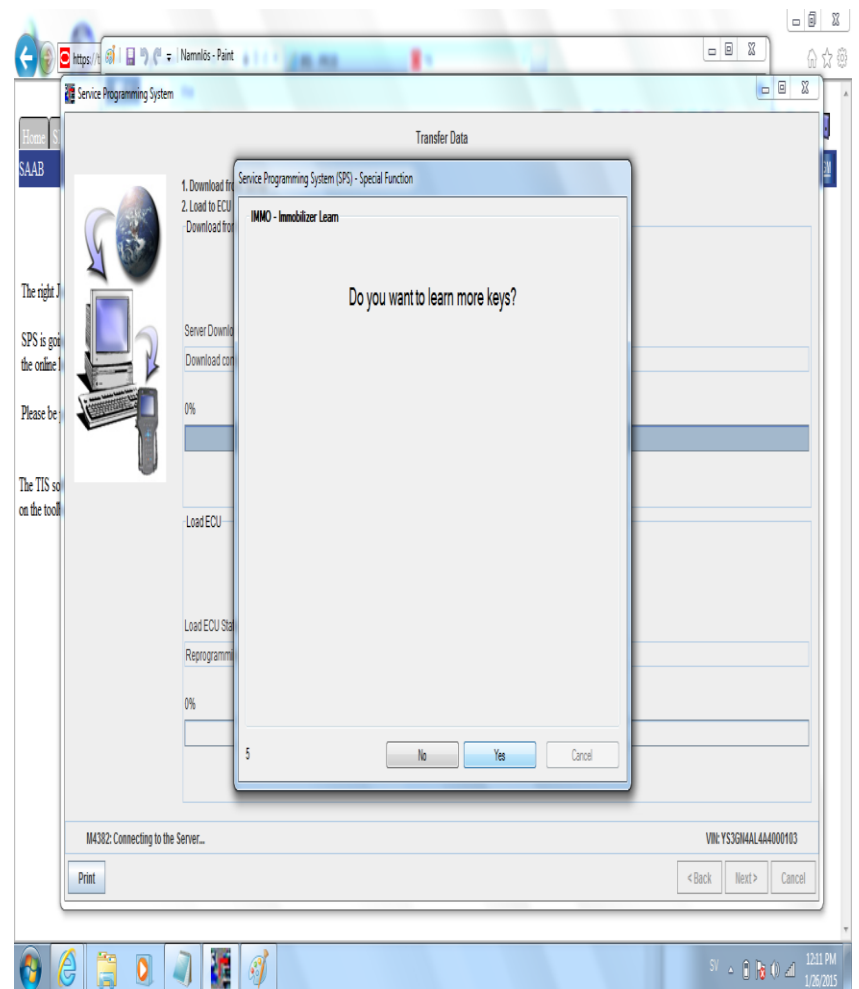 https://t
Namnlös - Paint
Service Programming System
Home
SAAB
GM
Transfer Data
1. Download fro
2. Load to ECU
Download from
Service Programming System (SPS) - Special Function
IMMO - Immobilizer Learn
Do you want to learn more keys?
The right J
SPS is goi
the online
Please be
The TIS so
on the toolb
Server Downlo
Download con
0%
Load ECU
Load ECU Stat
Reprogrammi
0%
5
No
Yes
Cancel
M4382: Connecting to the Server...
VIN: YS3GN4AL4A4000103
Print
< Back
Next >
Cancel
SV
12:11 PM
1/26/2015